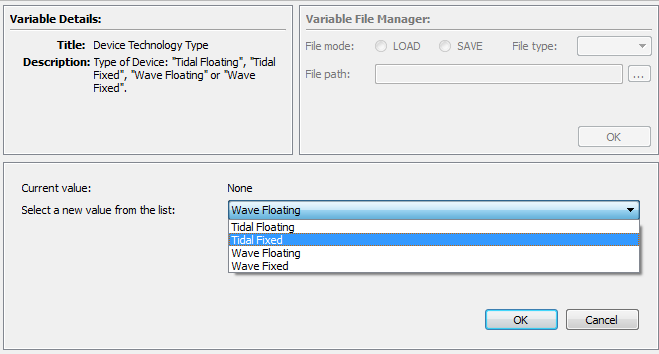 Variable Details:
Title: Device Technology Type
Description: Type of Device: "Tidal Floating", "Tidal
Fixed", "Wave Floating" or "Wave
Fixed".
Variable File Manager:
File mode: LOAD SAVE File type:
File path: ...
OK
Current value: None
Select a new value from the list: Wave Floating
Tidal Floating
Tidal Fixed
Wave Floating
Wave Fixed
OK Cancel